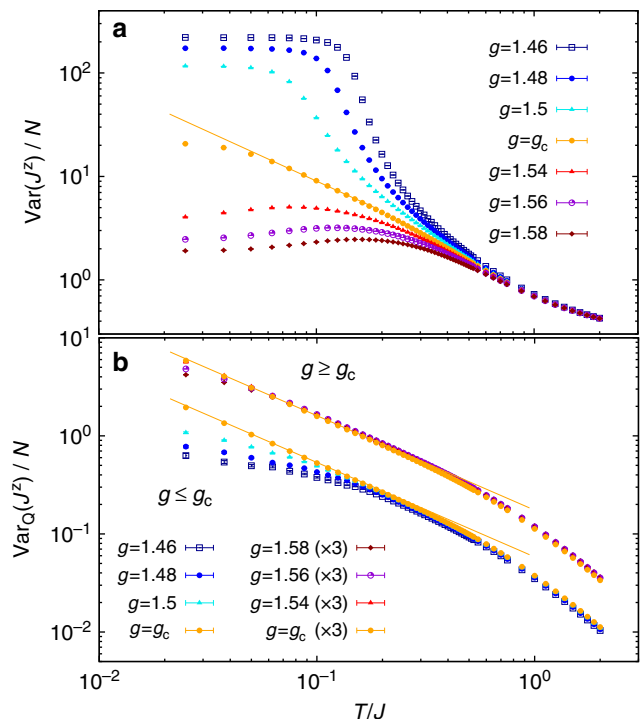 a
10²
10¹
10⁰
Var(Jᶻ) / N
g=1.46
g=1.48
g=1.5
g=g_c
g=1.54
g=1.56
g=1.58
b
10¹
10⁰
10⁻¹
10⁻²
Var_Q(Jᶻ) / N
g ≥ g_c
g ≤ g_c
g=1.46 g=1.58 (×3)
g=1.48 g=1.56 (×3)
g=1.5 g=1.54 (×3)
g=g_c g=g_c (×3)
10⁻² 10⁻¹ 10⁰
T/J